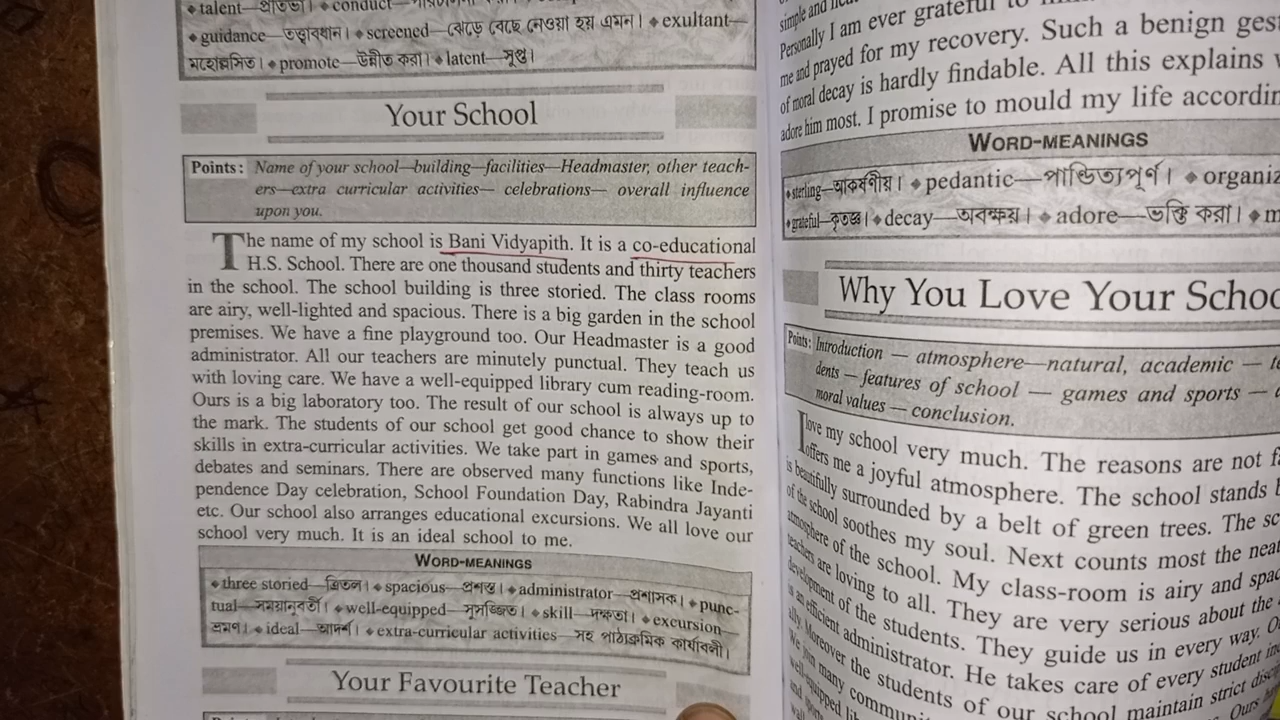 • talent—প্রতিভা। • conduct—
• guidance—তত্ত্বাবধান। • screened—ঝেড়ে বেছে নেওয়া হয় এমন। • exultant—
মহোল্লসিত। • promote—উন্নীত করা। • latent—সুপ্ত।
Your School
Points: Name of your school—building—facilities—Headmaster, other teach-
ers—extra curricular activities— celebrations— overall influence
upon you.
The name of my school is Bani Vidyapith. It is a co-educational
H.S. School. There are one thousand students and thirty teachers
in the school. The school building is three storied. The class rooms
are airy, well-lighted and spacious. There is a big garden in the school
premises. We have a fine playground too. Our Headmaster is a good
administrator. All our teachers are minutely punctual. They teach us
with loving care. We have a well-equipped library cum reading-room.
Ours is a big laboratory too. The result of our school is always up to
the mark. The students of our school get good chance to show their
skills in extra-curricular activities. We take part in games and sports,
debates and seminars. There are observed many functions like Inde-
pendence Day celebration, School Foundation Day, Rabindra Jayanti
etc. Our school also arranges educational excursions. We all love our
school very much. It is an ideal school to me.
WORD-MEANINGS
• three storied—ত্রিতল। • spacious—প্রশস্ত। • administrator—প্রশাসক। • punc-
tual—সময়ানুবর্তী। • well-equipped—সুসজ্জিত। • skill—দক্ষতা। • excursion—
ভ্রমণ। • ideal—আদর্শ। • extra-curricular activities—সহ পাঠ্যক্রমিক কার্যাবলী।
Your Favourite Teacher
simple and
Personally I am ever grateful to
me and prayed for my recovery. Such a benign
of moral decay is hardly findable. All this explains
adore him most. I promise to mould my life
WORD-MEANINGS
• sterling—আকর্ষণীয়। • pedantic—পাণ্ডিত্যপূর্ণ। •
• grateful—কৃতজ্ঞ। • decay—অবক্ষয়। • adore—ভক্তি করা। •
Why You Love Your
Points: Introduction — atmosphere—natural, academic —
dents — features of school — games and sports —
moral values — conclusion.
I love my school very much. The reasons are not
offers me a joyful atmosphere. The school stands
is beautifully surrounded by a belt of green trees. The
of the school soothes my soul. Next counts most the
atmosphere of the school. My class-room is airy and
teachers are loving to all. They are very serious about the
development of the students. They guide us in every way.
is an efficient administrator. He takes care of every student
ally. Moreover the students of our school maintain strict
We join many
well-equipped
and